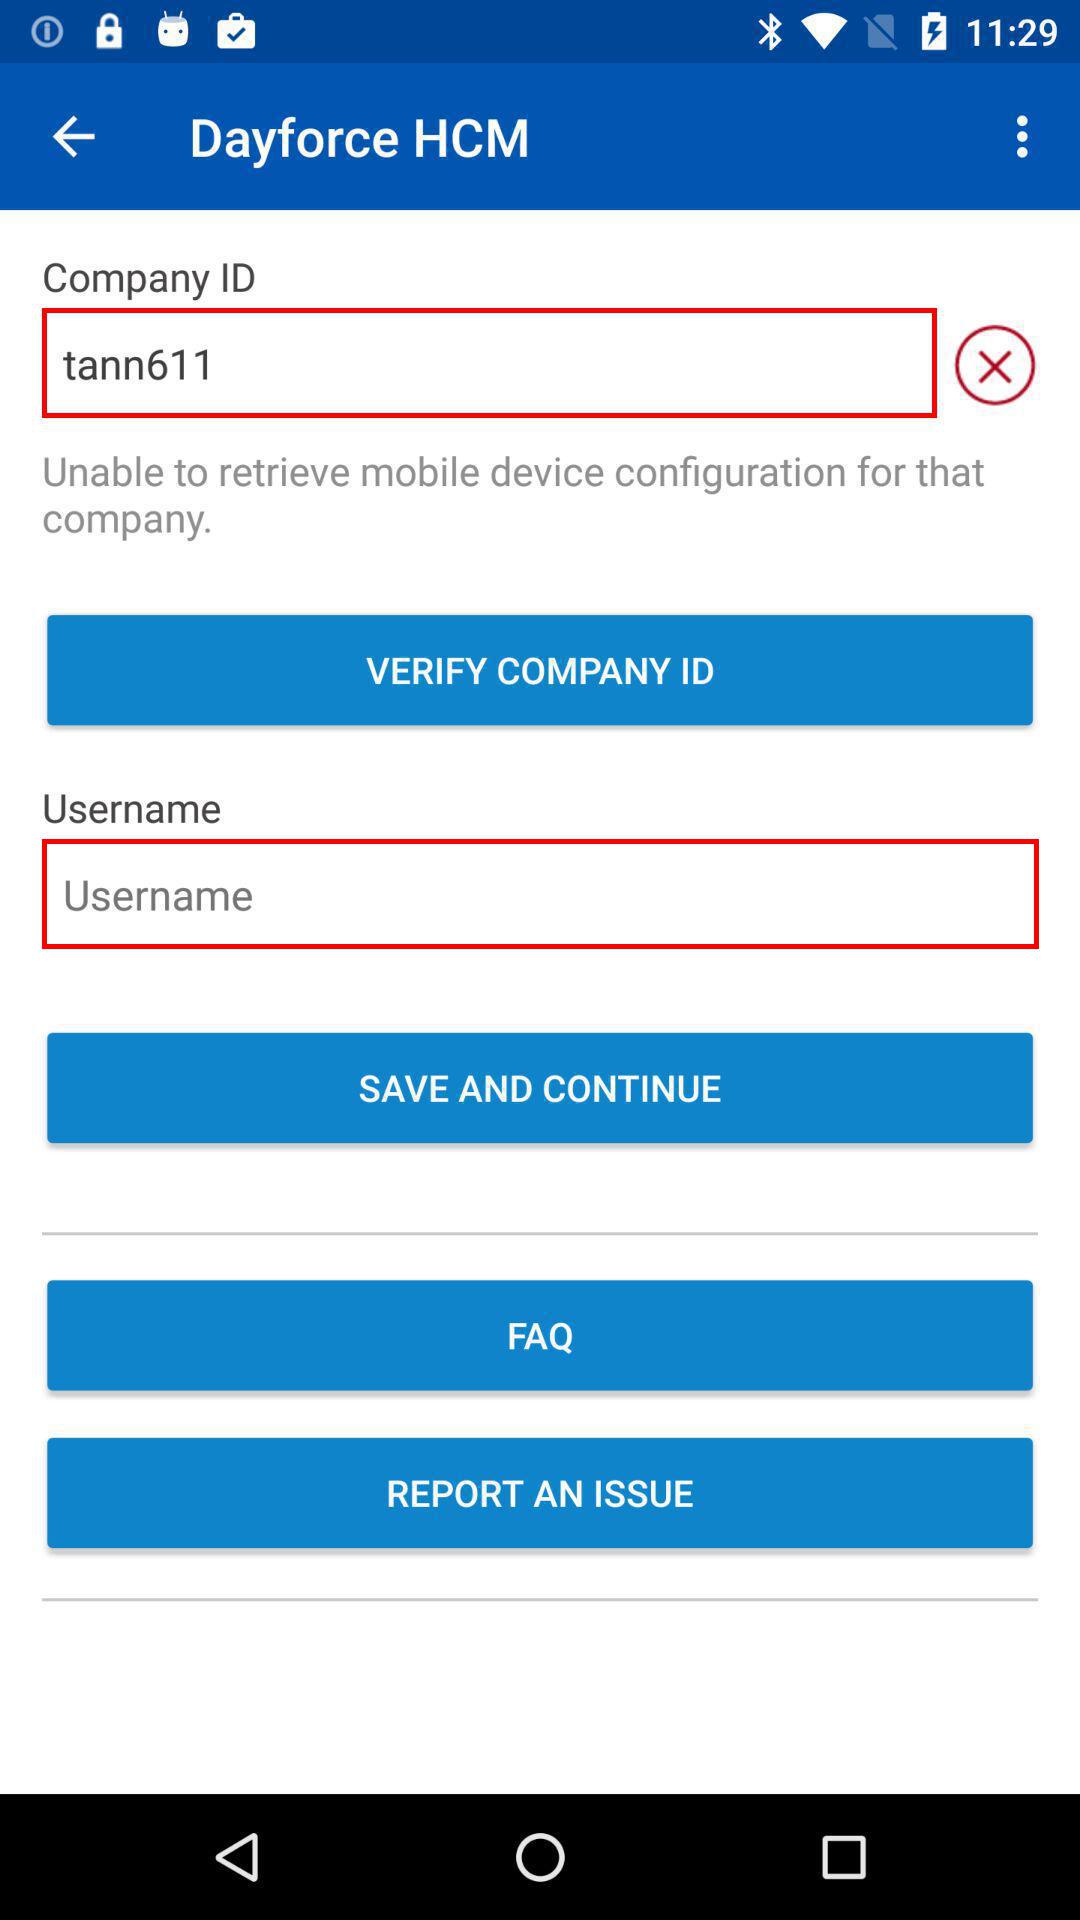 11:29
Dayforce HCM
Company ID
tann611
Unable to retrieve mobile device configuration for that
company.
VERIFY COMPANY ID
Username
Username
SAVE AND CONTINUE
FAQ
REPORT AN ISSUE